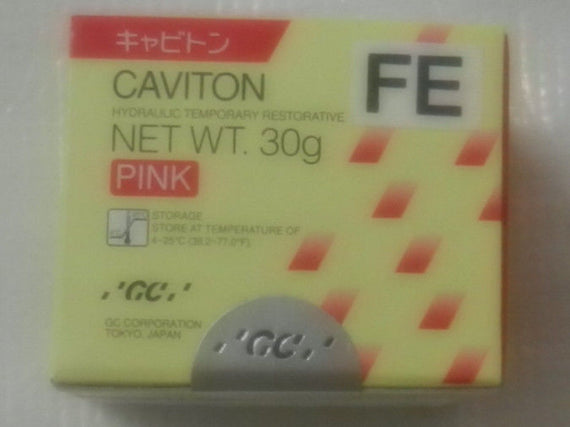 キャビトン
FE
CAVITON
HYDRAULIC TEMPORARY RESTORATIVE
NET WT. 30g
PINK
STORAGE
STORE AT TEMPERATURE OF
4-25°C (39.2-77.0°F).
GC
GC CORPORATION
TOKYO, JAPAN
GC